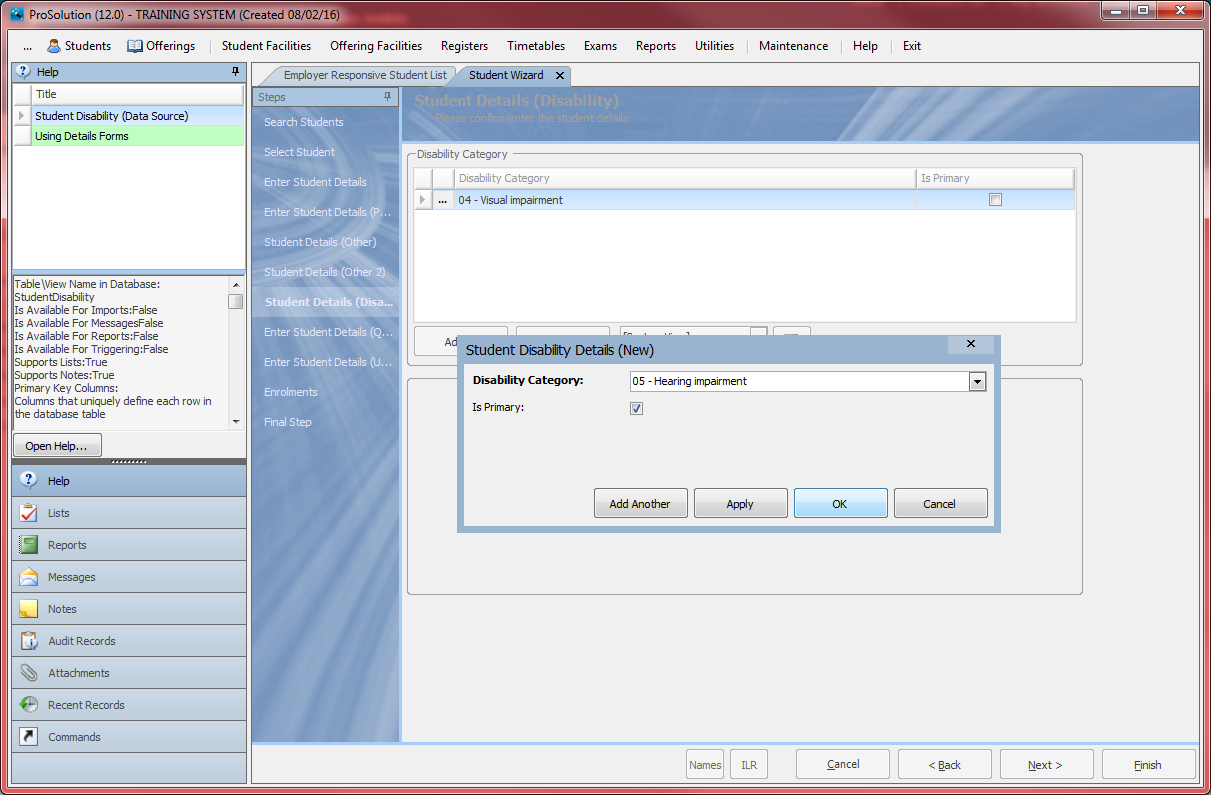 ProSolution (12.0) - TRAINING SYSTEM (Created 08/02/16)
... Students Offerings Student Facilities Offering Facilities Registers Timetables Exams Reports Utilities Maintenance Help Exit
Help
Title
Student Disability (Data Source)
Using Details Forms
Table\View Name in Database:
StudentDisability
Is Available For Imports:False
Is Available For MessagesFalse
Is Available For Reports:False
Is Available For Triggering:False
Supports Lists:True
Supports Notes:True
Primary Key Columns:
Columns that uniquely define each row in
the database table
Open Help...
Help
Lists
Reports
Messages
Notes
Audit Records
Attachments
Recent Records
Commands
Employer Responsive Student List
Student Wizard
Steps
Search Students
Select Student
Enter Student Details
Enter Student Details (P...
Student Details (Other)
Student Details (Other 2)
Student Details (Disa...
Enter Student Details (Q...
Enter Student Details (U...
Enrolments
Final Step
Student Details (Disability)
Please confirm/enter the student details
Disability Category
Disability Category Is Primary
... 04 - Visual impairment
Ad
Student Disability Details (New)
Disability Category: 05 - Hearing impairment
Is Primary:
Add Another Apply OK Cancel
Names ILR Cancel < Back Next > Finish